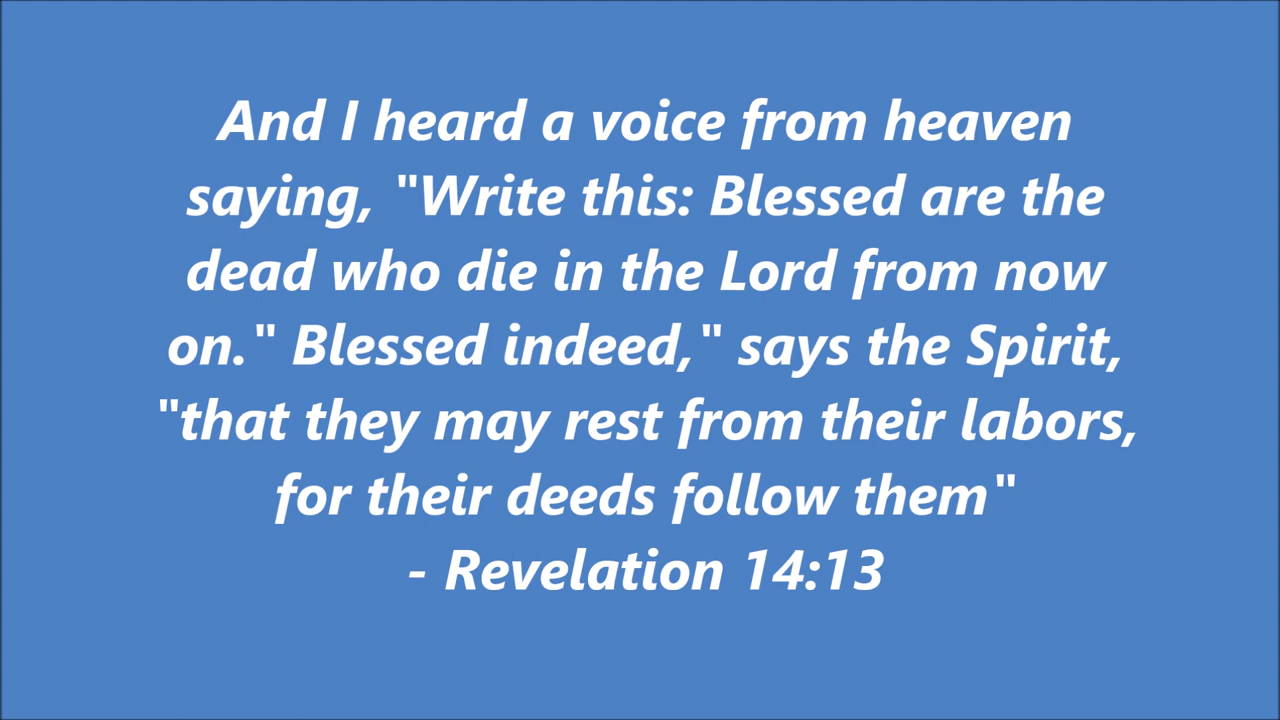 And I heard a voice from heaven
saying, "Write this: Blessed are the
dead who die in the Lord from now
on." Blessed indeed," says the Spirit,
"that they may rest from their labors,
for their deeds follow them"
- Revelation 14:13